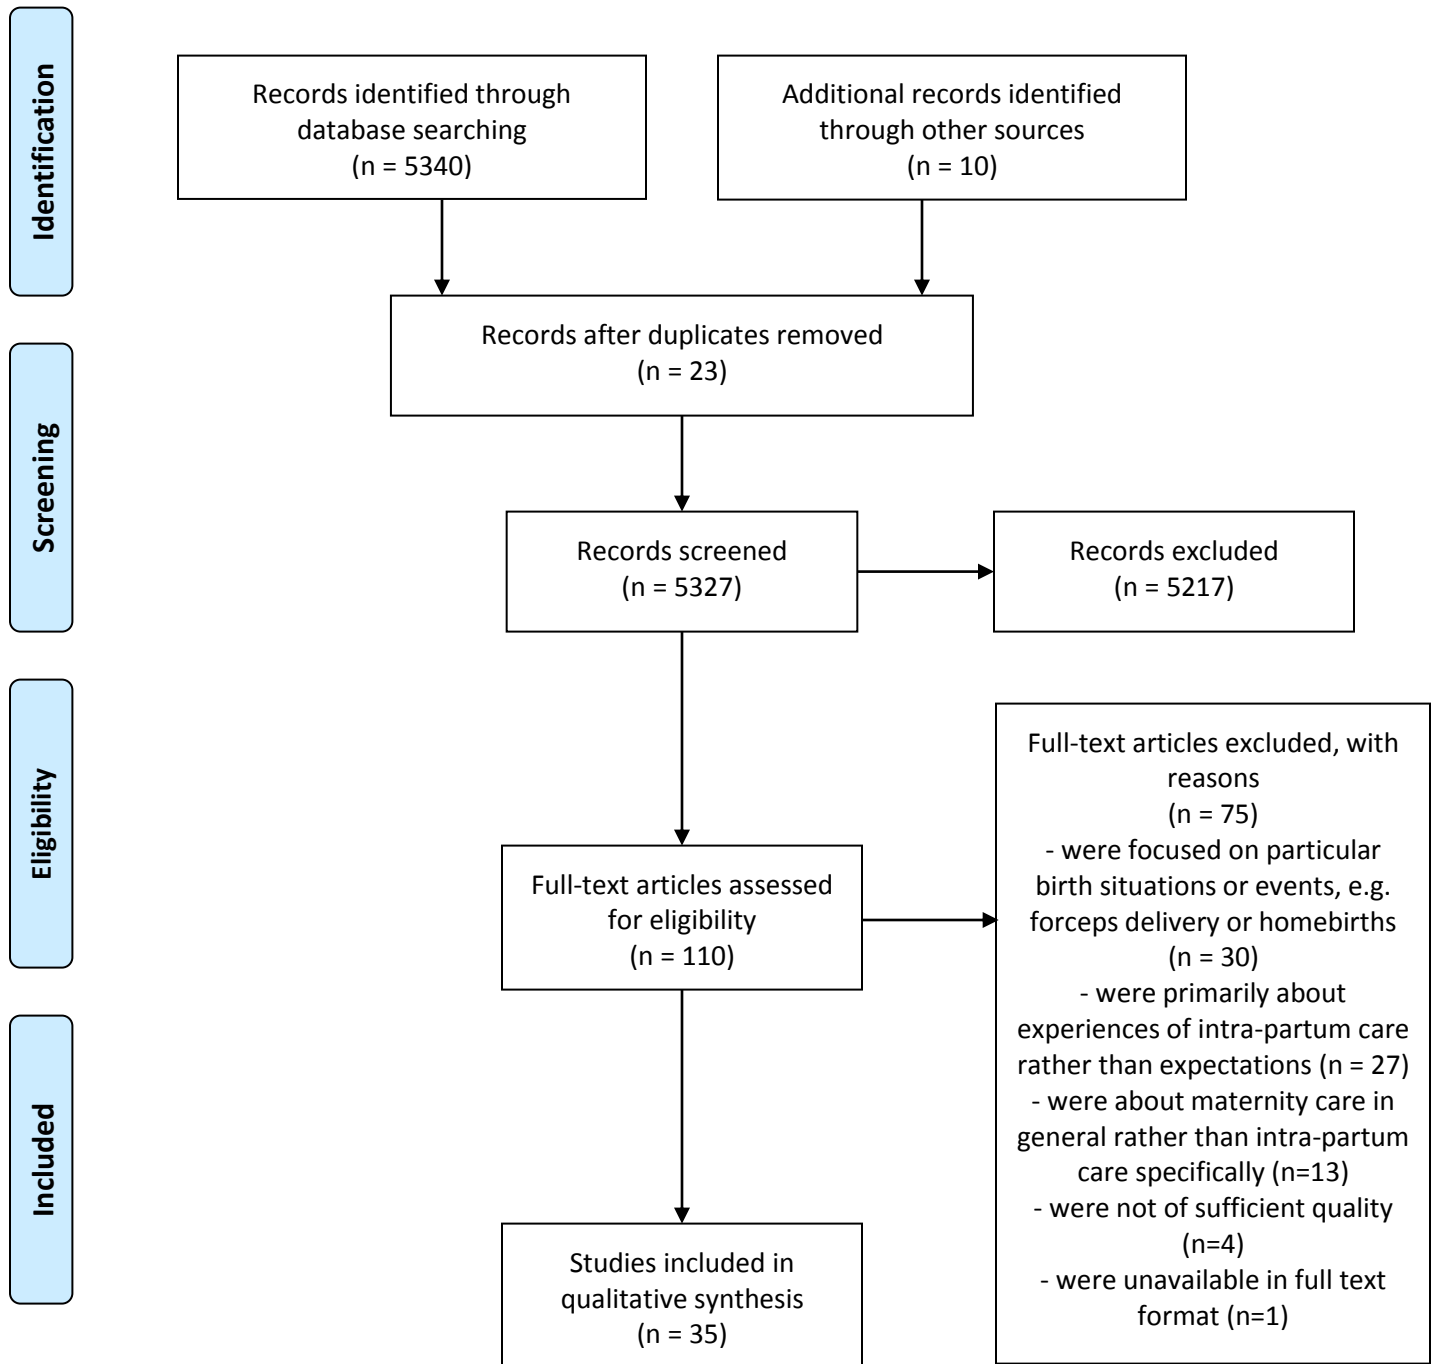 Identification
Records identified through
database searching
(n = 5340)
Additional records identified
through other sources
(n = 10)
Records after duplicates removed
(n = 23)
Screening
Records screened
(n = 5327)
Records excluded
(n = 5217)
Eligibility
Full-text articles assessed
for eligibility
(n = 110)
Full-text articles excluded, with
reasons
(n = 75)
- were focused on particular
birth situations or events, e.g.
forceps delivery or homebirths
(n = 30)
- were primarily about
experiences of intra-partum care
rather than expectations (n = 27)
- were about maternity care in
general rather than intra-partum
care specifically (n=13)
- were not of sufficient quality
(n=4)
- were unavailable in full text
format (n=1)
Included
Studies included in
qualitative synthesis
(n = 35)